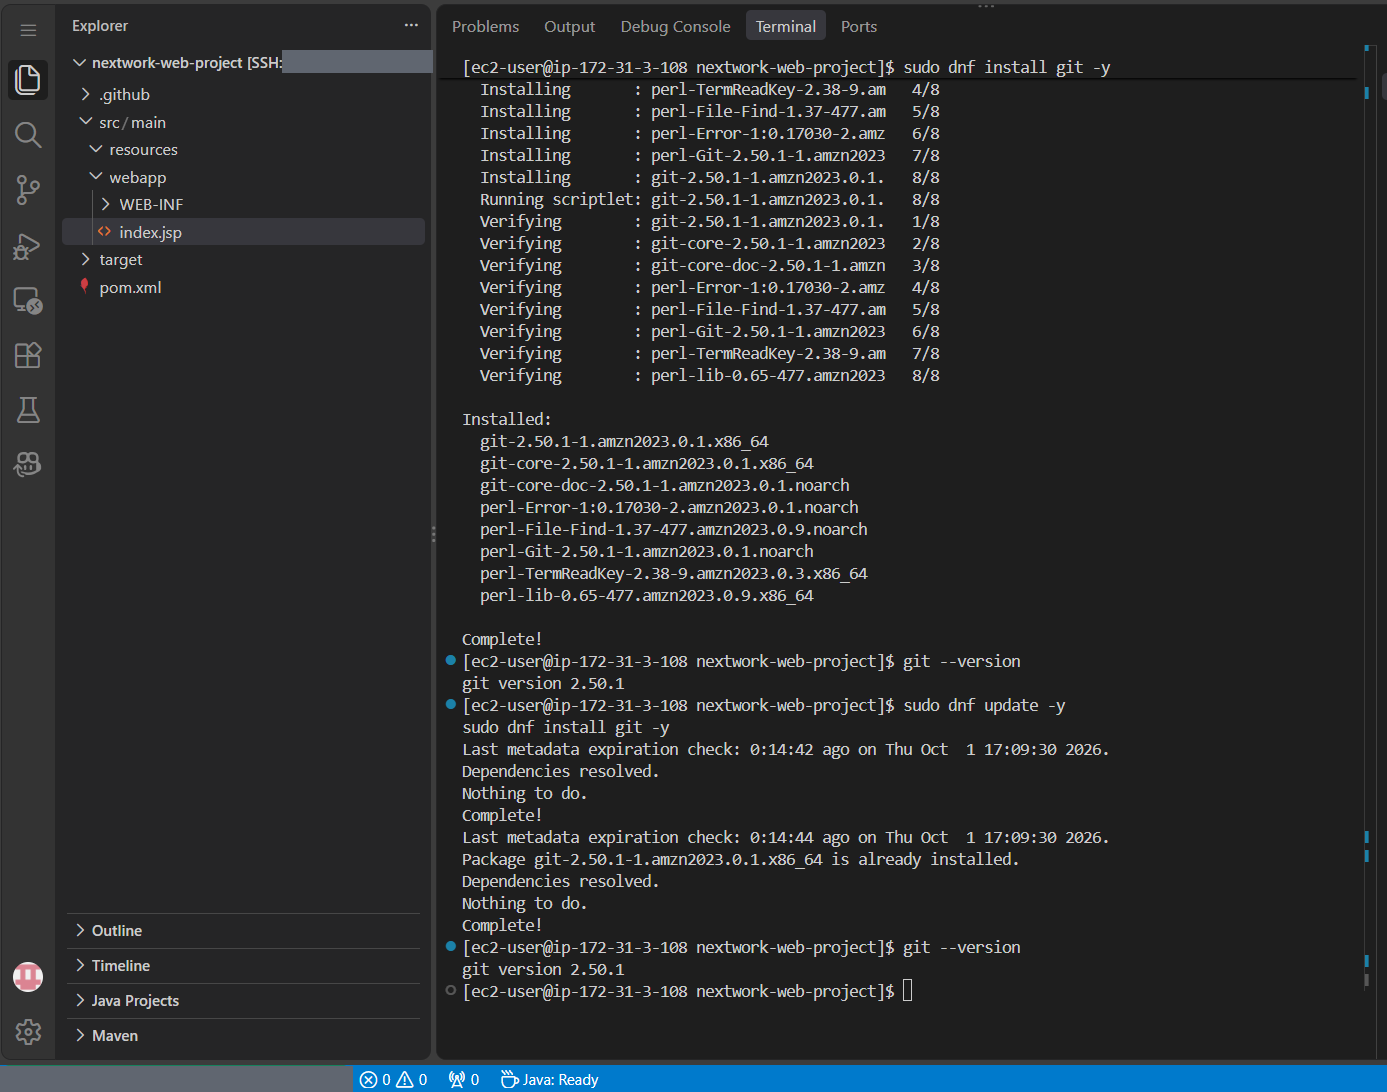 Explorer
...
nextwork-web-project [SSH:
.github
src/main
resources
webapp
WEB-INF
index.jsp
target
pom.xml
Outline
Timeline
Java Projects
Maven
Problems Output Debug Console Terminal Ports
[ec2-user@ip-172-31-3-108 nextwork-web-project]$ sudo dnf install git -y
Installing : perl-TermReadKey-2.38-9.am 4/8
Installing : perl-File-Find-1.37-477.am 5/8
Installing : perl-Error-1:0.17030-2.amz 6/8
Installing : perl-Git-2.50.1-1.amzn2023 7/8
Installing : git-2.50.1-1.amzn2023.0.1. 8/8
Running scriptlet: git-2.50.1-1.amzn2023.0.1. 8/8
Verifying : git-2.50.1-1.amzn2023.0.1. 1/8
Verifying : git-core-2.50.1-1.amzn2023 2/8
Verifying : git-core-doc-2.50.1-1.amzn 3/8
Verifying : perl-Error-1:0.17030-2.amz 4/8
Verifying : perl-File-Find-1.37-477.am 5/8
Verifying : perl-Git-2.50.1-1.amzn2023 6/8
Verifying : perl-TermReadKey-2.38-9.am 7/8
Verifying : perl-lib-0.65-477.amzn2023 8/8
Installed:
git-2.50.1-1.amzn2023.0.1.x86_64
git-core-2.50.1-1.amzn2023.0.1.x86_64
git-core-doc-2.50.1-1.amzn2023.0.1.noarch
perl-Error-1:0.17030-2.amzn2023.0.1.noarch
perl-File-Find-1.37-477.amzn2023.0.9.noarch
perl-Git-2.50.1-1.amzn2023.0.1.noarch
perl-TermReadKey-2.38-9.amzn2023.0.3.x86_64
perl-lib-0.65-477.amzn2023.0.9.x86_64
Complete!
[ec2-user@ip-172-31-3-108 nextwork-web-project]$ git --version
git version 2.50.1
[ec2-user@ip-172-31-3-108 nextwork-web-project]$ sudo dnf update -y
sudo dnf install git -y
Last metadata expiration check: 0:14:42 ago on Thu Oct  1 17:09:30 2026.
Dependencies resolved.
Nothing to do.
Complete!
Last metadata expiration check: 0:14:44 ago on Thu Oct  1 17:09:30 2026.
Package git-2.50.1-1.amzn2023.0.1.x86_64 is already installed.
Dependencies resolved.
Nothing to do.
Complete!
[ec2-user@ip-172-31-3-108 nextwork-web-project]$ git --version
git version 2.50.1
[ec2-user@ip-172-31-3-108 nextwork-web-project]$
0 0 0 Java: Ready